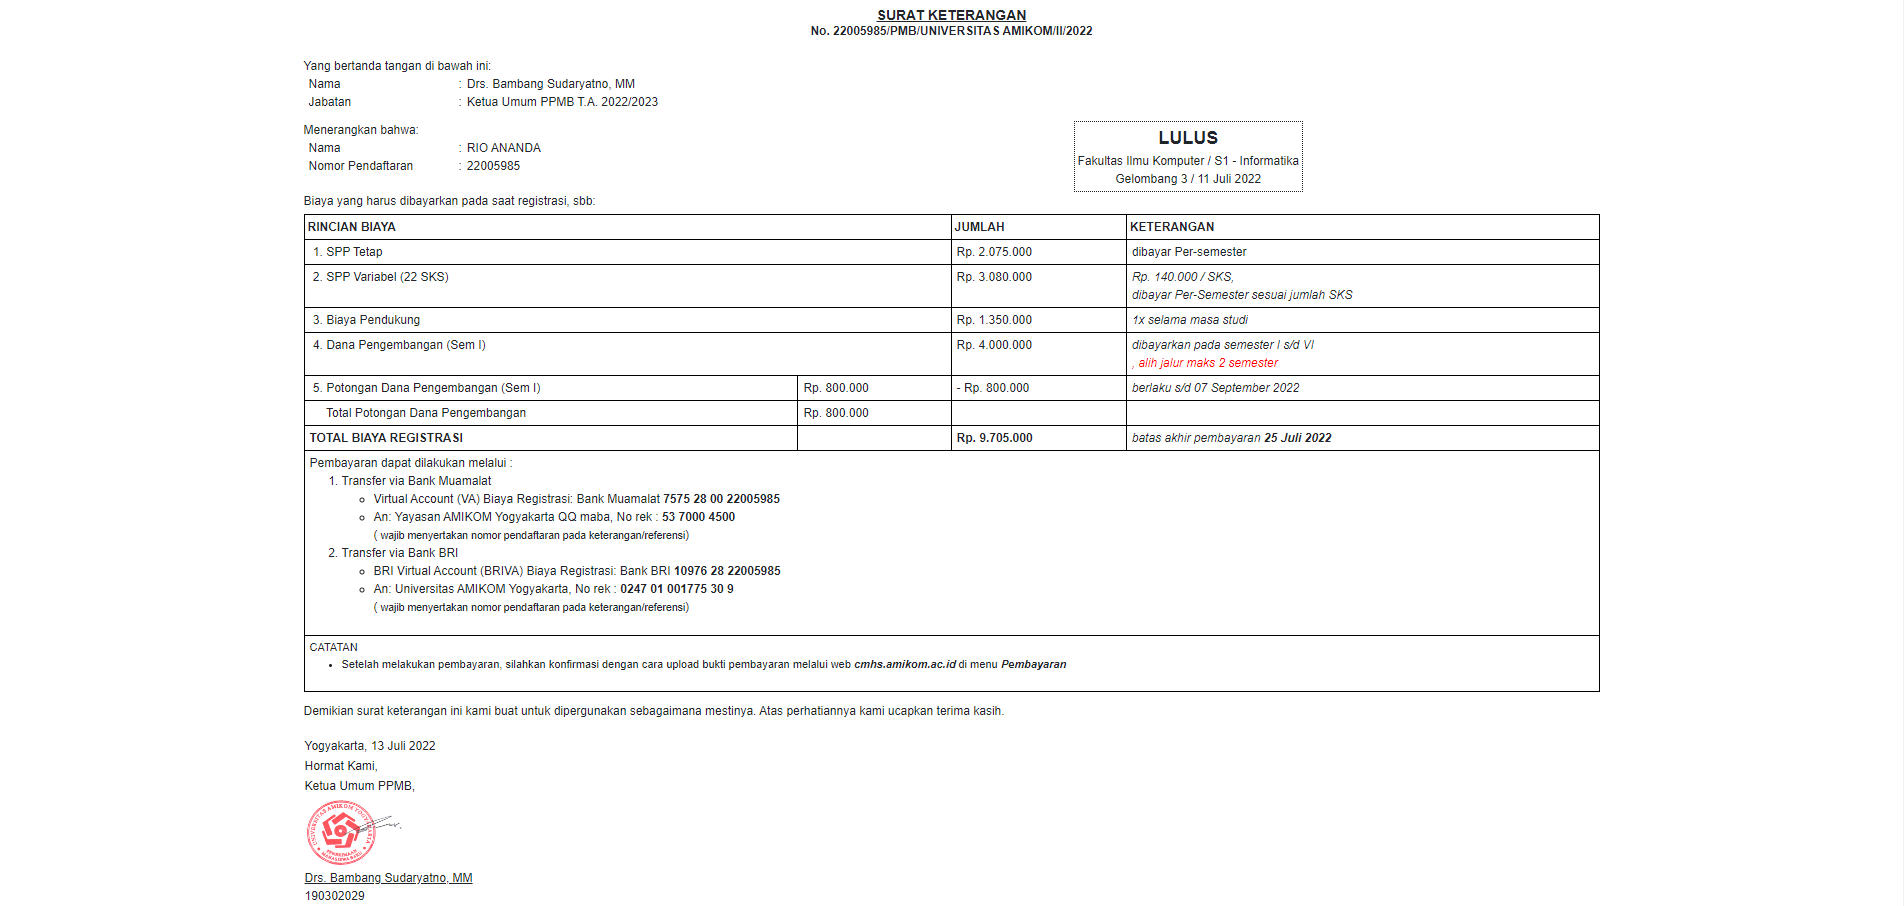 SURAT KETERANGAN
No. 22005985/PMB/UNIVERSITAS AMIKOM/II/2022
Yang bertanda tangan di bawah ini:
Nama : Drs. Bambang Sudaryatno, MM
Jabatan : Ketua Umum PPMB T.A. 2022/2023
Menerangkan bahwa:
Nama : RIO ANANDA
Nomor Pendaftaran : 22005985
LULUS
Fakultas Ilmu Komputer / S1 - Informatika
Gelombang 3 / 11 Juli 2022
Biaya yang harus dibayarkan pada saat registrasi, sbb:
RINCIAN BIAYA JUMLAH KETERANGAN
1. SPP Tetap Rp. 2.075.000 dibayar Per-semester
2. SPP Variabel (22 SKS) Rp. 3.080.000 Rp. 140.000 / SKS,
dibayar Per-Semester sesuai jumlah SKS
3. Biaya Pendukung Rp. 1.350.000 1x selama masa studi
4. Dana Pengembangan (Sem I) Rp. 4.000.000 dibayarkan pada semester I s/d VI
, alih jalur maks 2 semester
5. Potongan Dana Pengembangan (Sem I) Rp. 800.000 - Rp. 800.000 berlaku s/d 07 September 2022
Total Potongan Dana Pengembangan Rp. 800.000
TOTAL BIAYA REGISTRASI Rp. 9.705.000 batas akhir pembayaran 25 Juli 2022
Pembayaran dapat dilakukan melalui :
1. Transfer via Bank Muamalat
Virtual Account (VA) Biaya Registrasi: Bank Muamalat 7575 28 00 22005985
An: Yayasan AMIKOM Yogyakarta QQ maba, No rek : 53 7000 4500
( wajib menyertakan nomor pendaftaran pada keterangan/referensi)
2. Transfer via Bank BRI
BRI Virtual Account (BRIVA) Biaya Registrasi: Bank BRI 10976 28 22005985
An: Universitas AMIKOM Yogyakarta, No rek : 0247 01 001775 30 9
( wajib menyertakan nomor pendaftaran pada keterangan/referensi)
CATATAN
Setelah melakukan pembayaran, silahkan konfirmasi dengan cara upload bukti pembayaran melalui web cmhs.amikom.ac.id di menu Pembayaran
Demikian surat keterangan ini kami buat untuk dipergunakan sebagaimana mestinya. Atas perhatiannya kami ucapkan terima kasih.
Yogyakarta, 13 Juli 2022
Hormat Kami,
Ketua Umum PPMB,
UNIVERSITAS AMIKOM YOGYAKARTA
PENERIMAAN
MAHASISWA BARU
Drs. Bambang Sudaryatno, MM
190302029